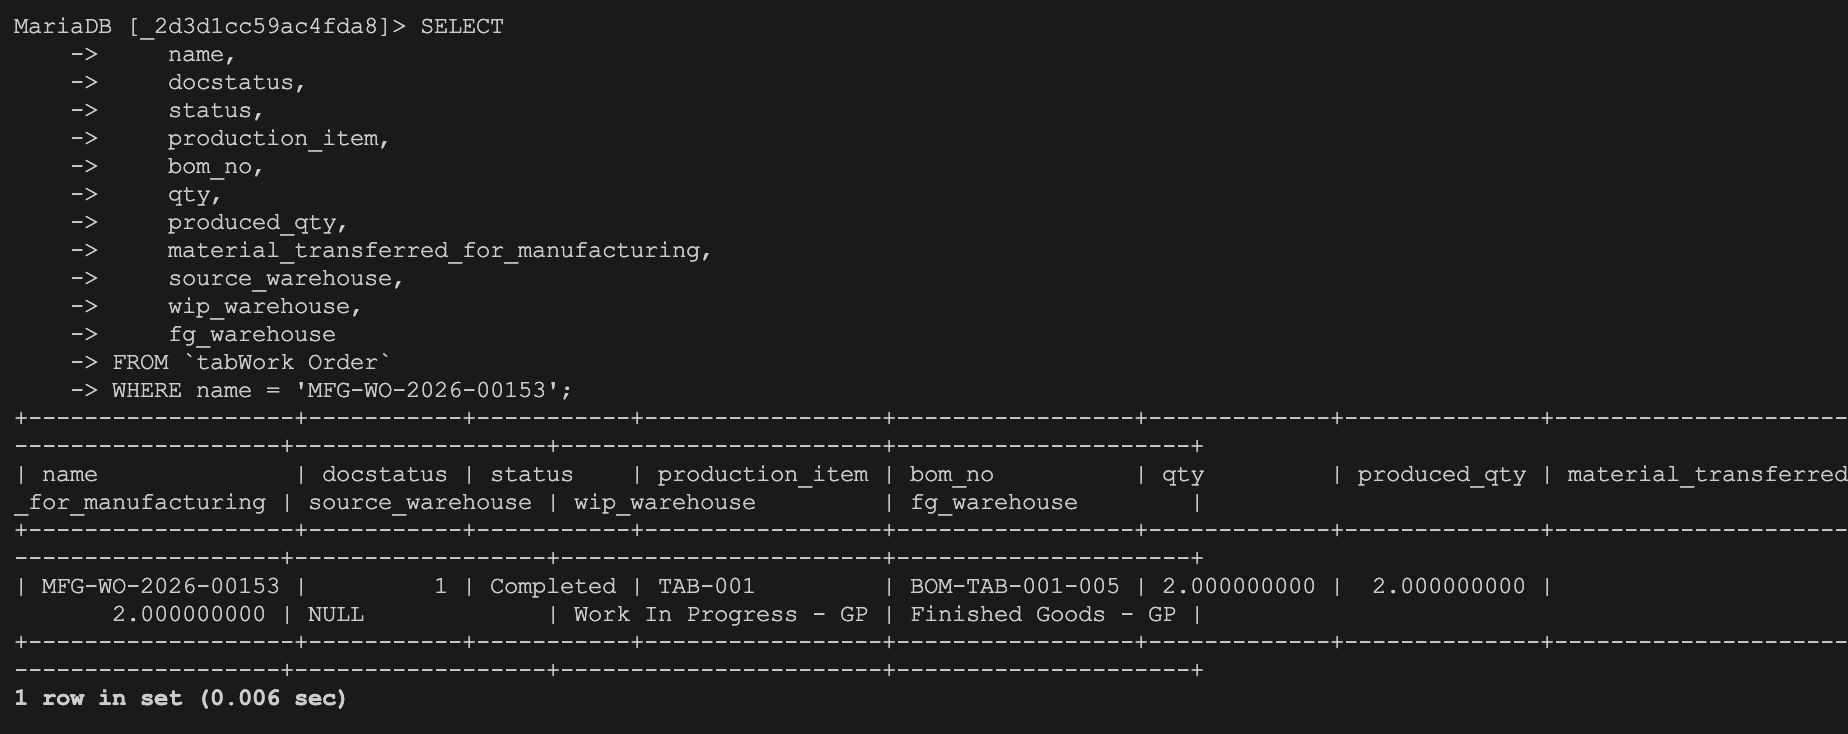 MariaDB [_2d3d1cc59ac4fda8]> SELECT
    ->     name,
    ->     docstatus,
    ->     status,
    ->     production_item,
    ->     bom_no,
    ->     qty,
    ->     produced_qty,
    ->     material_transferred_for_manufacturing,
    ->     source_warehouse,
    ->     wip_warehouse,
    ->     fg_warehouse
    -> FROM `tabWork Order`
    -> WHERE name = 'MFG-WO-2026-00153';
+-------------------+-----------+-----------+-----------------+-----------------+-------------+--------------+---------------------
-------------------+------------------+-----------------------+---------------------+
| name              | docstatus | status    | production_item | bom_no          | qty         | produced_qty | material_transferred
_for_manufacturing | source_warehouse | wip_warehouse         | fg_warehouse        |
+-------------------+-----------+-----------+-----------------+-----------------+-------------+--------------+---------------------
-------------------+------------------+-----------------------+---------------------+
| MFG-WO-2026-00153 |         1 | Completed | TAB-001         | BOM-TAB-001-005 | 2.000000000 |  2.000000000 |
       2.000000000 | NULL             | Work In Progress - GP | Finished Goods - GP |
+-------------------+-----------+-----------+-----------------+-----------------+-------------+--------------+---------------------
-------------------+------------------+-----------------------+---------------------+
1 row in set (0.006 sec)